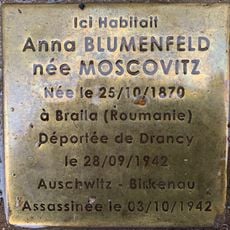 Ici Habitait
Anna BLUMENFELD
née MOSCOVITZ
Née le 25/10/1870
à Braila (Roumanie)
Déportée de Drancy
le 28/09/1942
Auschwitz - Birkenau
Assassinée le 03/10/1942